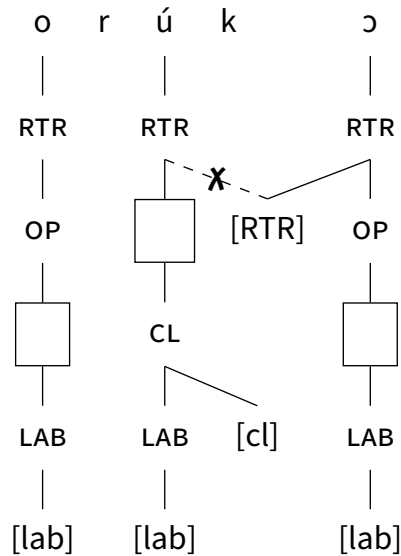 o r ú k ɔ
RTR RTR RTR
[RTR]
OP OP
CL
LAB LAB [cl] LAB
[lab] [lab] [lab]